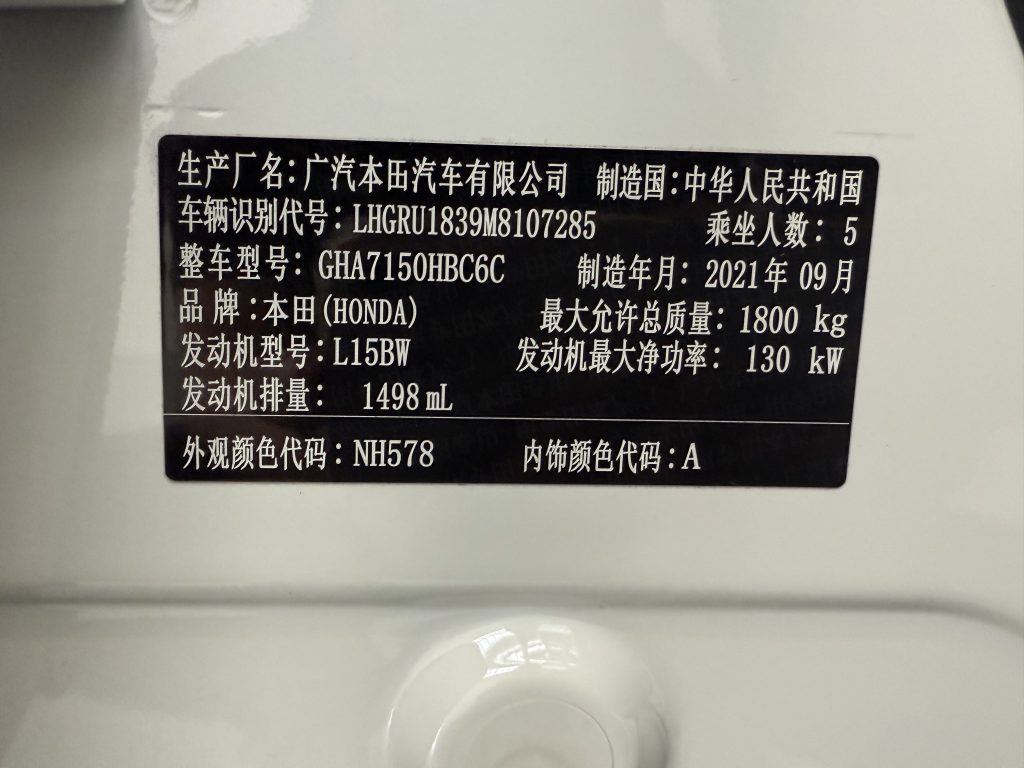 生产厂名：广汽本田汽车有限公司 制造国：中华人民共和国
车辆识别代号：LHGRU1839M8107285 乘坐人数：5
整车型号：GHA7150HBC6C 制造年月：2021年 09月
品 牌：本田(HONDA) 最大允许总质量：1800 kg
发动机型号：L15BW 发动机最大净功率：130 kW
发动机排量：1498 mL
外观颜色代码：NH578 内饰颜色代码：A